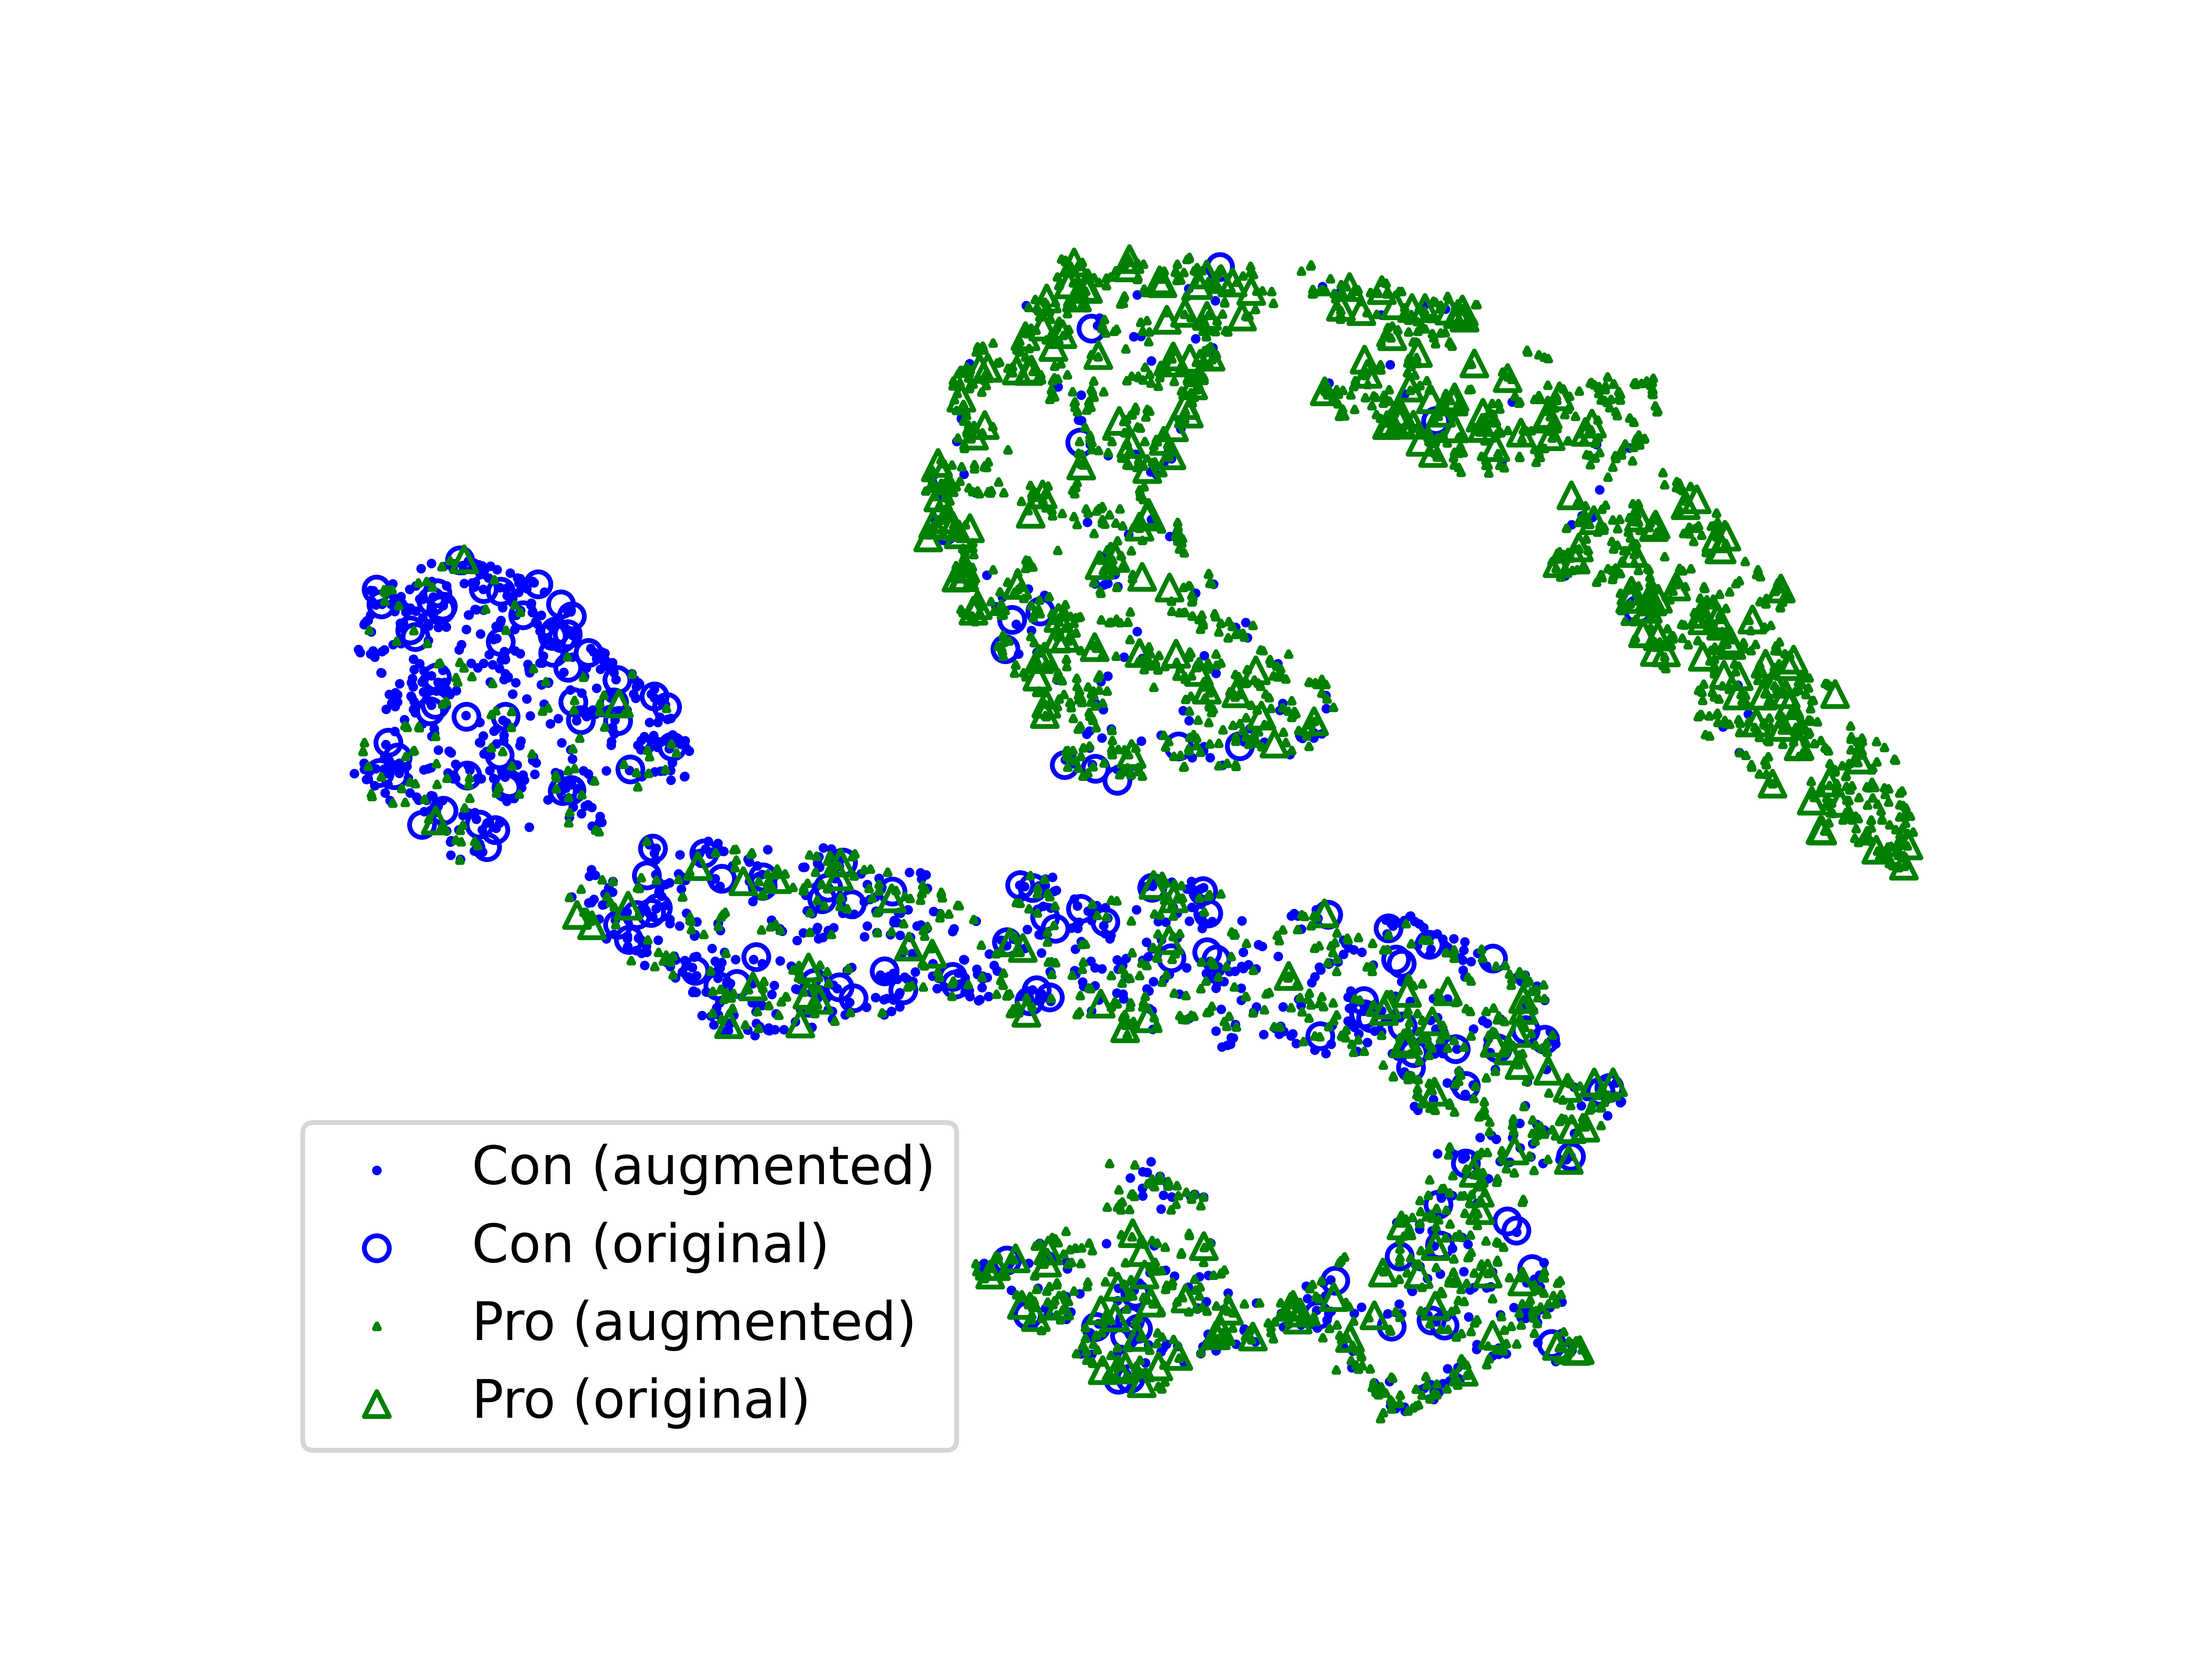 Con (augmented)
Con (original)
Pro (augmented)
Pro (original)